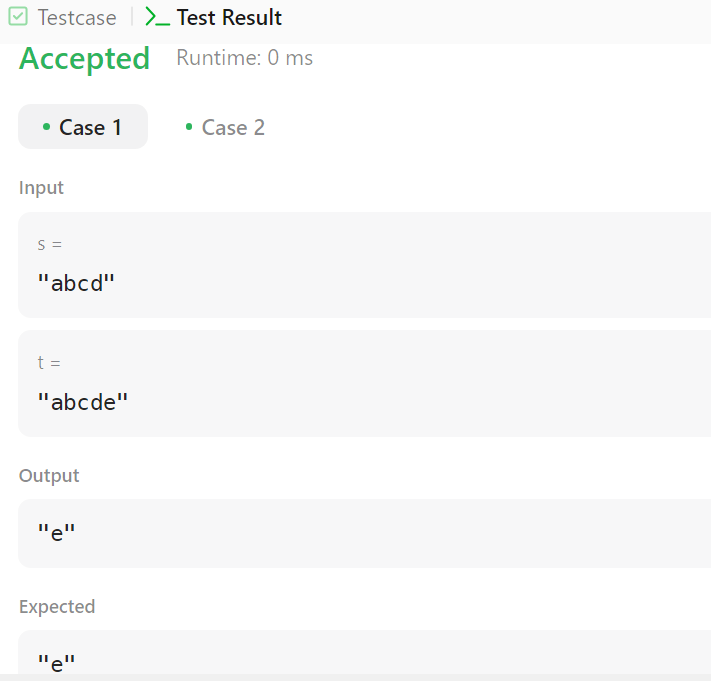 Testcase | Test Result
Accepted Runtime: 0 ms
• Case 1 • Case 2
Input
s =
"abcd"
t =
"abcde"
Output
"e"
Expected
"e"